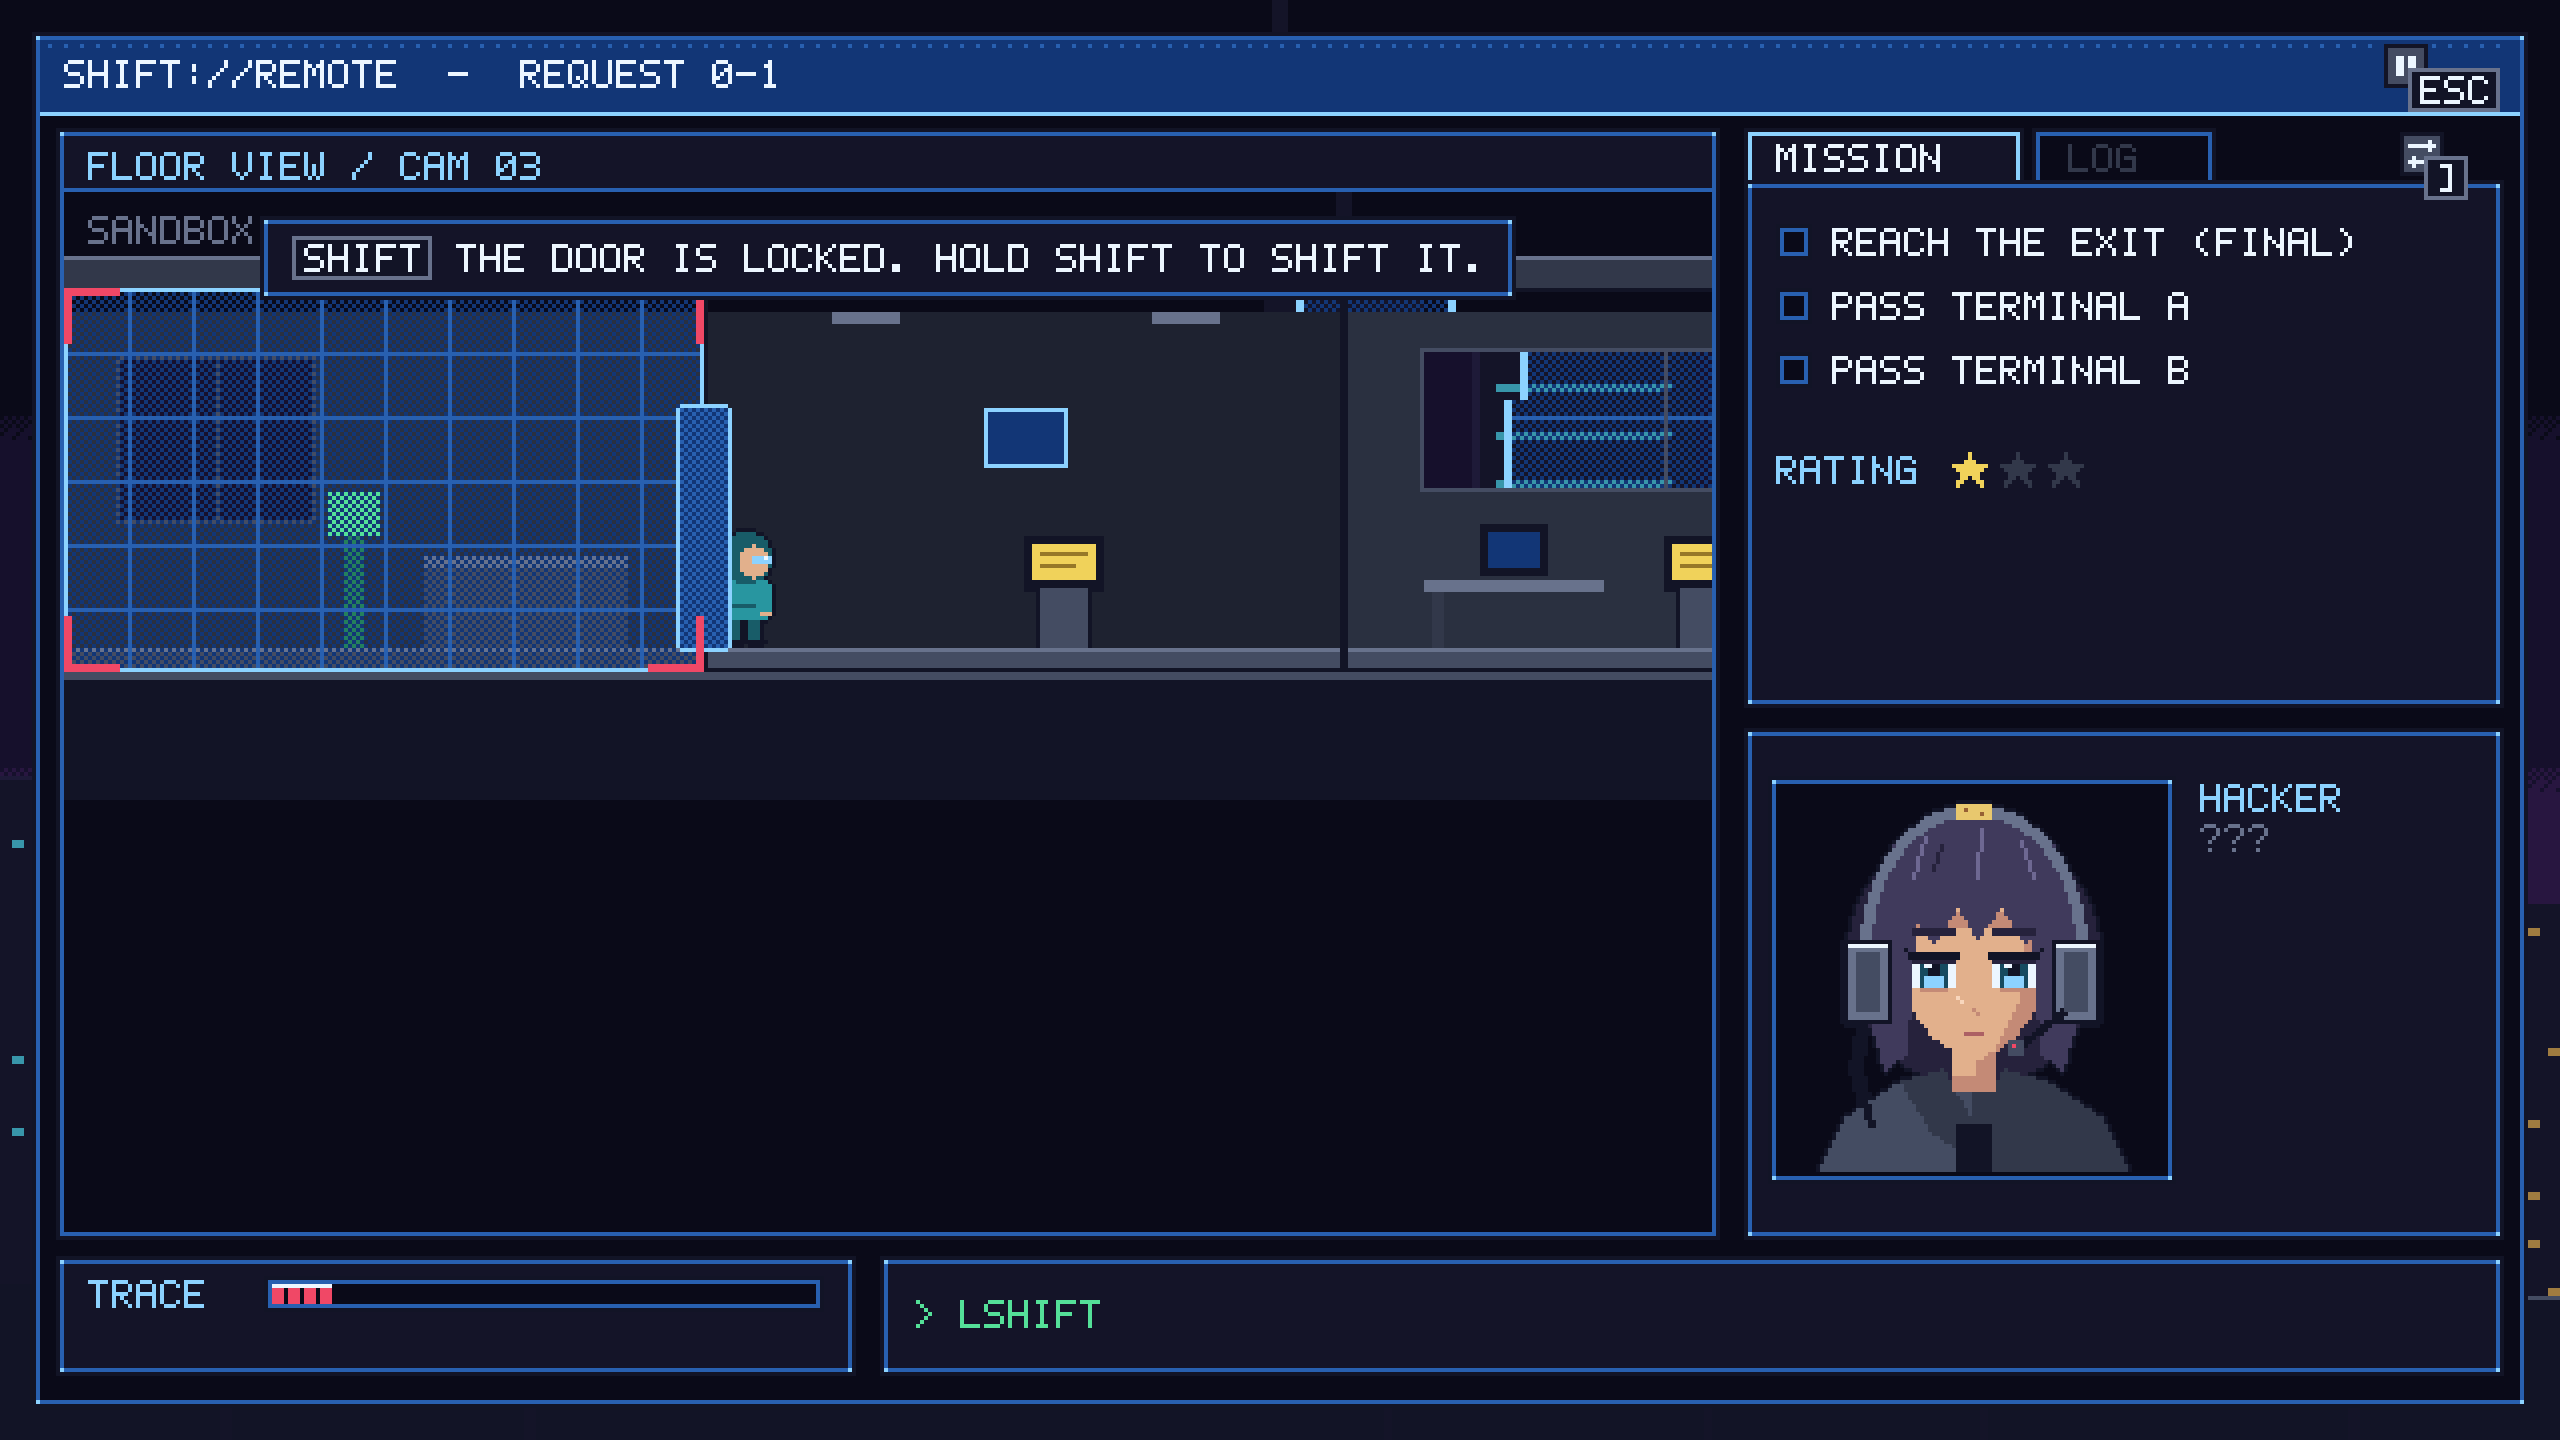 SHIFT://REMOTE - REQUEST 0-1
ESC
FLOOR VIEW / CAM 03
SANDBOX
SHIFT THE DOOR IS LOCKED. HOLD SHIFT TO SHIFT IT.
MISSION
LOG
]
REACH THE EXIT (FINAL)
PASS TERMINAL A
PASS TERMINAL B
RATING
HACKER
???
TRACE
> LSHIFT